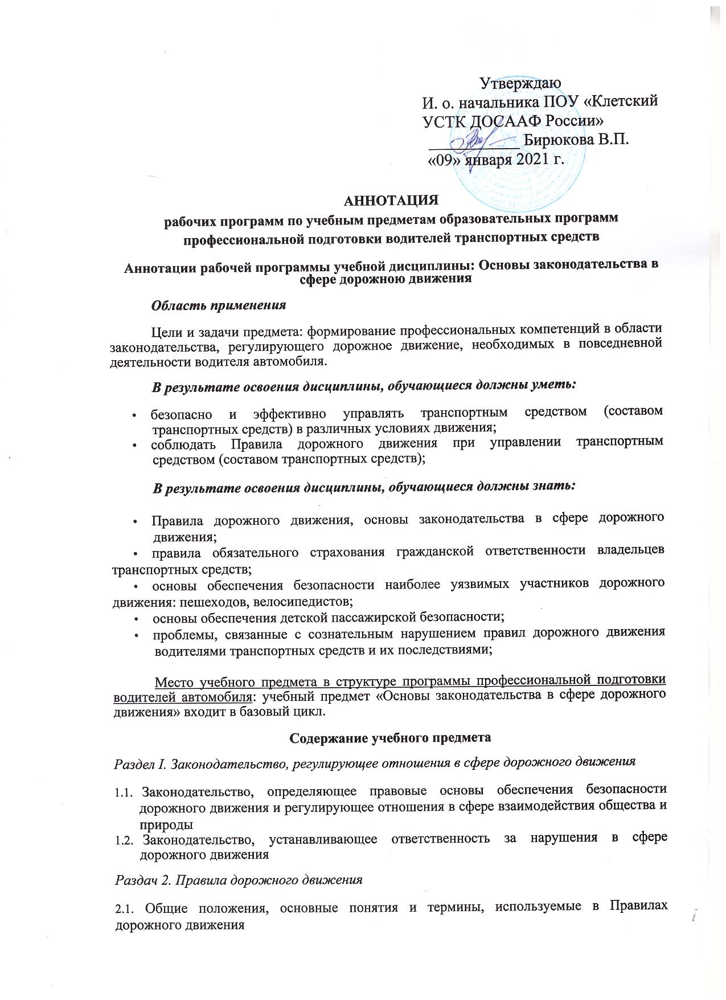 Утверждаю
И. о. начальника ПОУ «Клетский
УСТК ДОСААФ России»
____________ Бирюкова В.П.
«09» января 2021 г.
АННОТАЦИЯ
рабочих программ по учебным предметам образовательных программ
профессиональной подготовки водителей транспортных средств
Аннотации рабочей программы учебной дисциплины: Основы законодательства в
сфере дорожною движения
Область применения
Цели и задачи предмета: формирование профессиональных компетенций в области
законодательства, регулирующего дорожное движение, необходимых в повседневной
деятельности водителя автомобиля.
В результате освоения дисциплины, обучающиеся должны уметь:
• безопасно и эффективно управлять транспортным средством (составом
транспортных средств) в различных условиях движения;
• соблюдать Правила дорожного движения при управлении транспортным
средством (составом транспортных средств);
В результате освоения дисциплины, обучающиеся должны знать:
• Правила дорожного движения, основы законодательства в сфере дорожного
движения;
• правила обязательного страхования гражданской ответственности владельцев
транспортных средств;
• основы обеспечения безопасности наиболее уязвимых участников дорожного
движения: пешеходов, велосипедистов;
• основы обеспечения детской пассажирской безопасности;
• проблемы, связанные с сознательным нарушением правил дорожного движения
водителями транспортных средств и их последствиями;
Место учебного предмета в структуре программы профессиональной подготовки
водителей автомобиля: учебный предмет «Основы законодательства в сфере дорожного
движения» входит в базовый цикл.
Содержание учебного предмета
Раздел I. Законодательство, регулирующее отношения в сфере дорожного движения
1.1. Законодательство, определяющее правовые основы обеспечения безопасности
дорожного движения и регулирующее отношения в сфере взаимодействия общества и
природы
1.2. Законодательство, устанавливающее ответственность за нарушения в сфере
дорожного движения
Раздач 2. Правила дорожного движения
2.1. Общие положения, основные понятия и термины, используемые в Правилах
дорожного движения